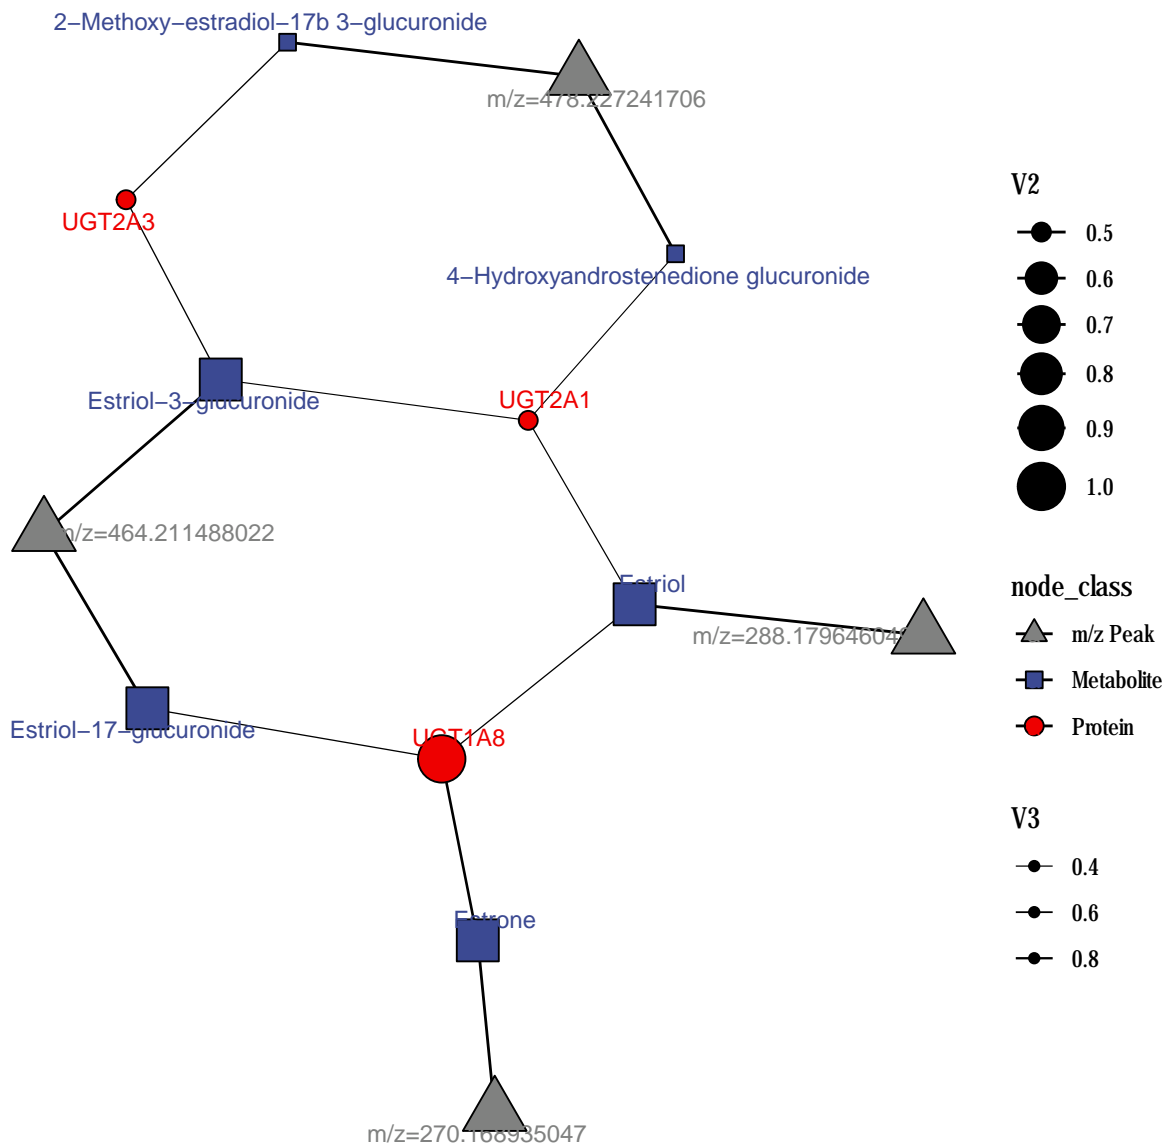 2−Methoxy−estradiol−17b 3−glucuronide
m/z=478.227241706
UGT2A3
4−Hydroxyandrostenedione glucuronide
Estriol−3−glucuronide
UGT2A1
m/z=464.211488022
Estriol
Estriol−17−glucuronide
UGT1A8
Estrone
m/z=270.168935047
V2
0.5
0.6
0.7
0.8
0.9
1.0
node_class
m/z Peak
Metabolite
Protein
V3
0.4
0.6
0.8